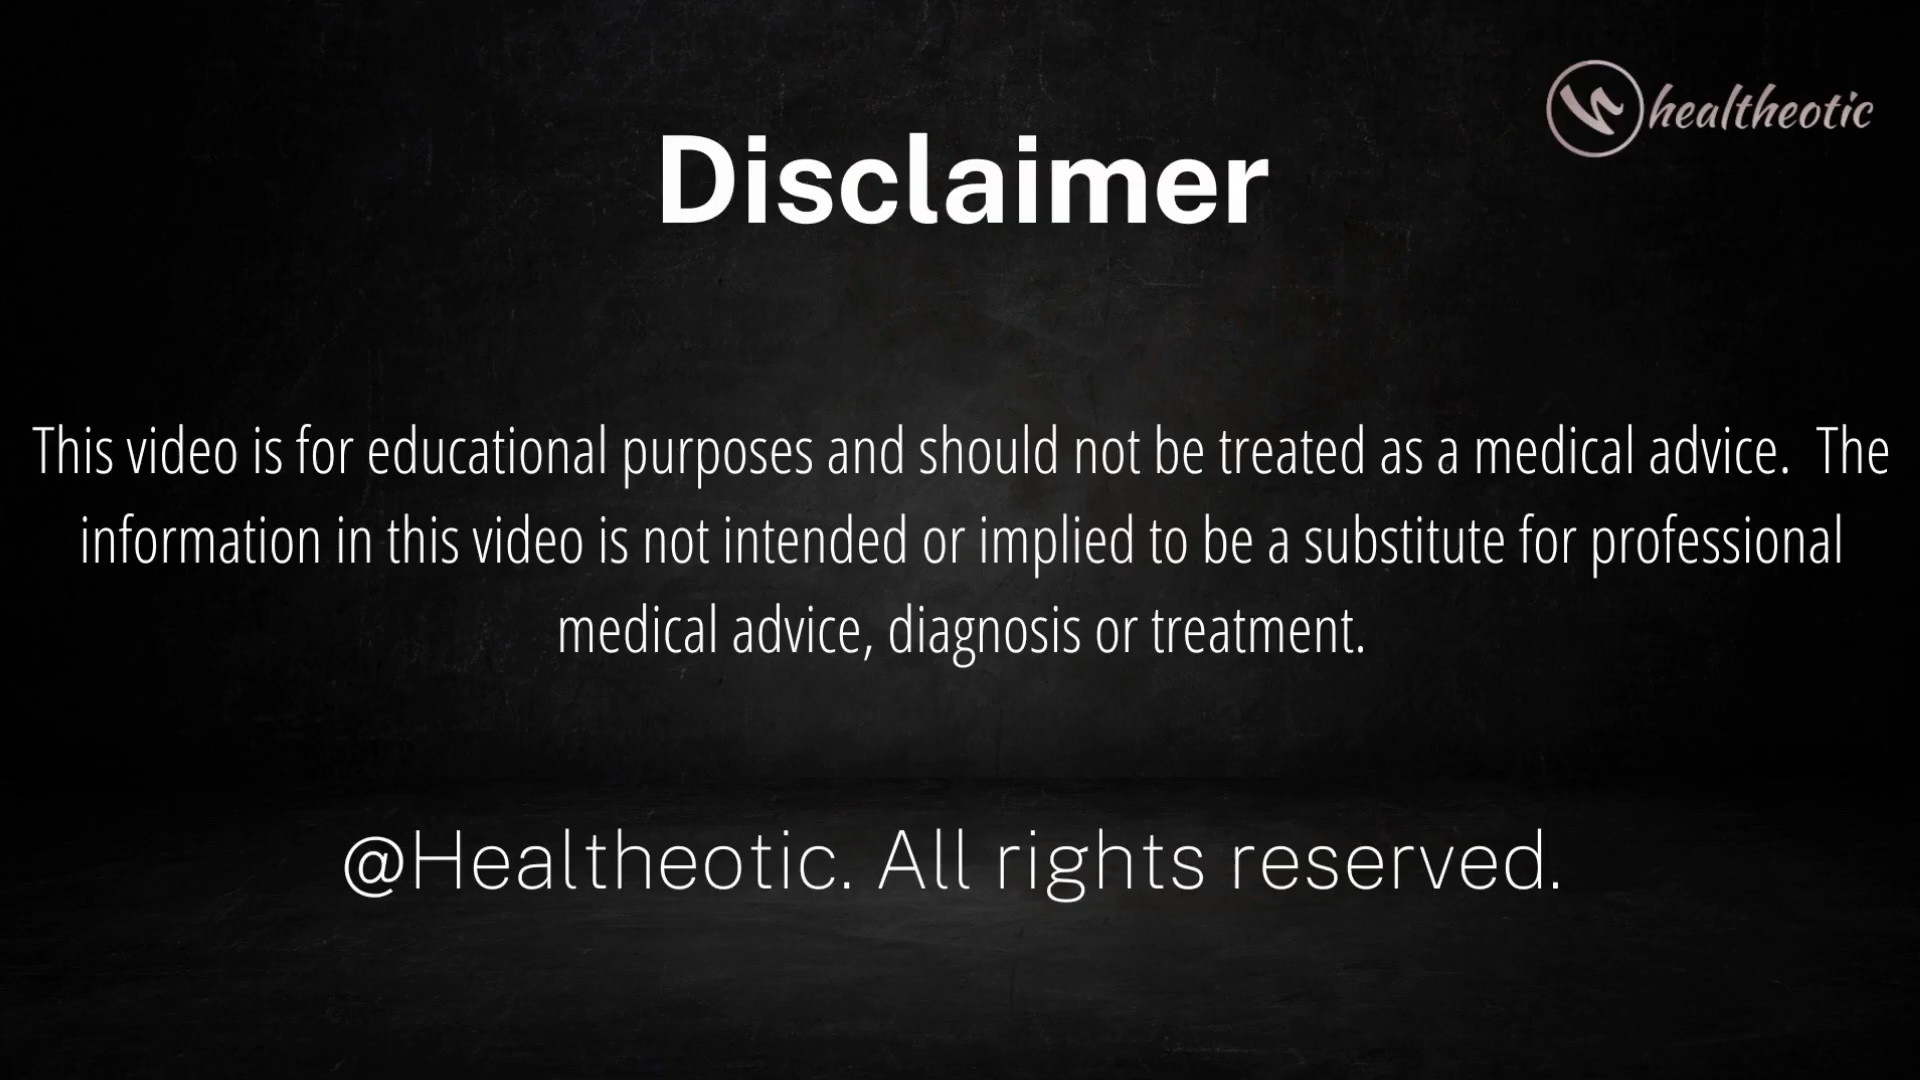 healtheotic
Disclaimer
This video is for educational purposes and should not be treated as a medical advice.  The
information in this video is not intended or implied to be a substitute for professional
medical advice, diagnosis or treatment.
@Healtheotic. All rights reserved.